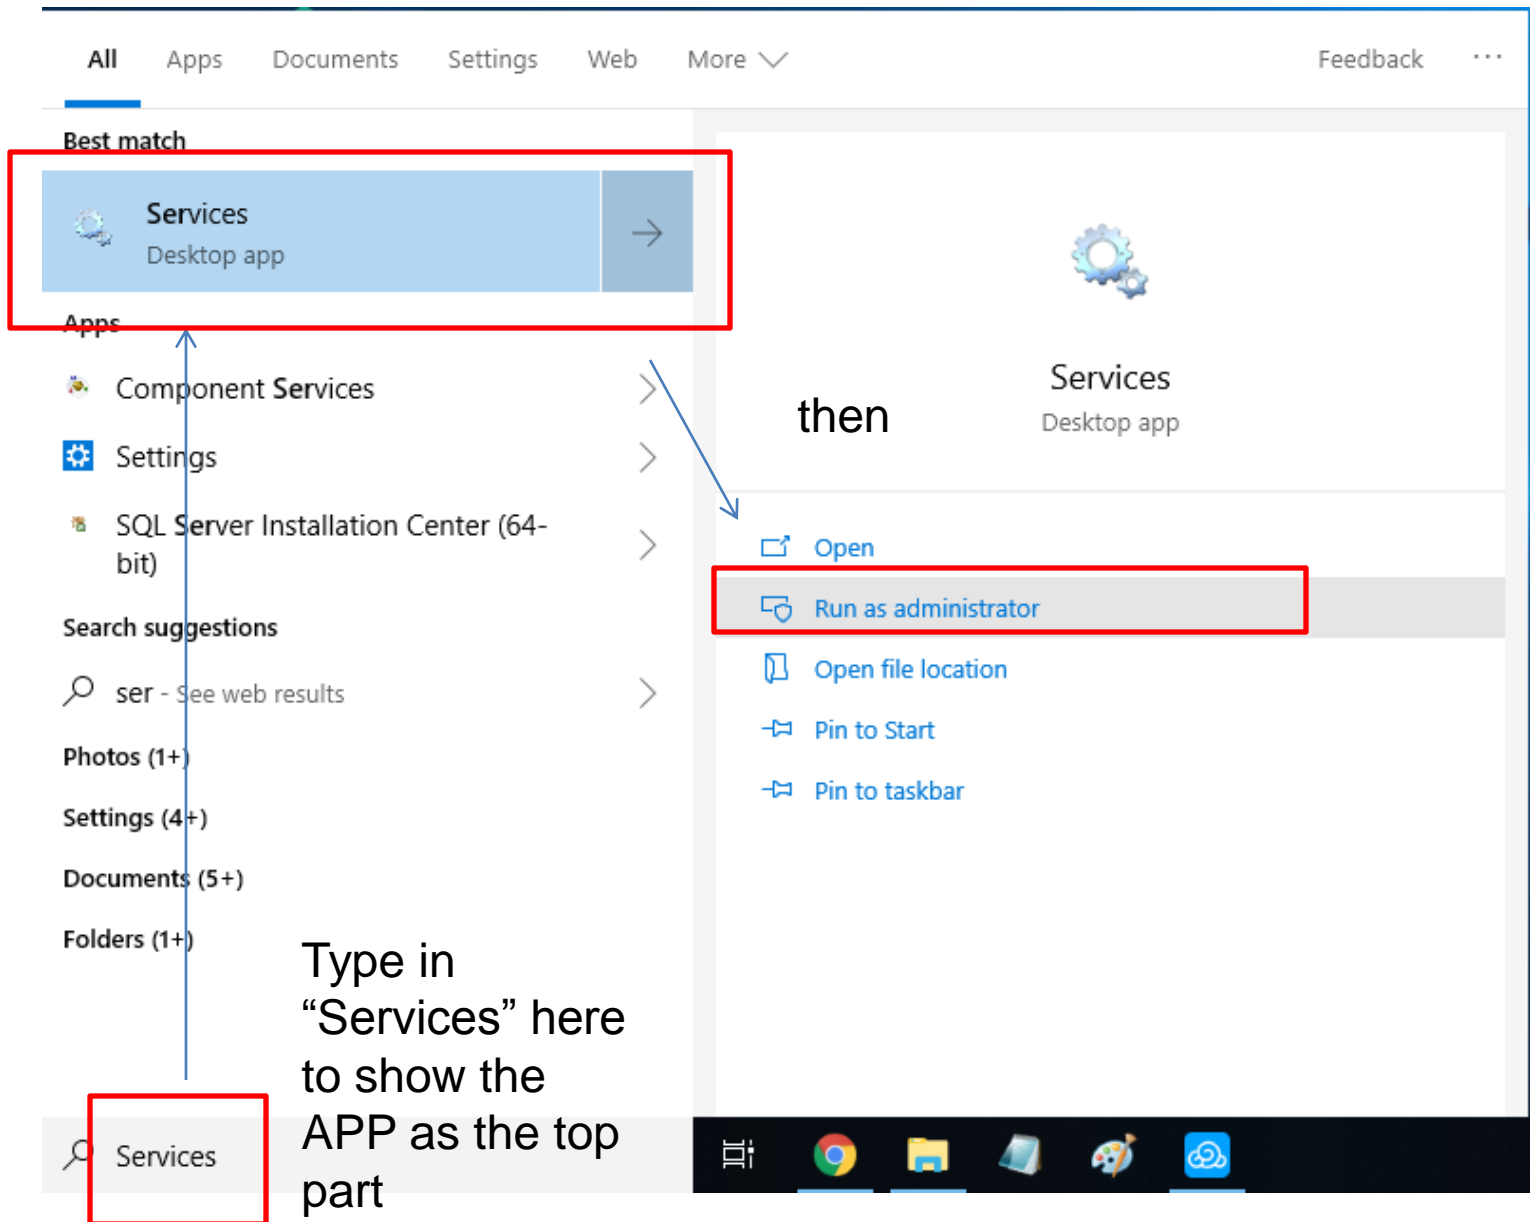 All Apps Documents Settings Web More Feedback ...
Best match
Services
Desktop app
Apps
Component Services
Settings
SQL Server Installation Center (64-
bit)
Search suggestions
ser - See web results
Photos (1+)
Settings (4+)
Documents (5+)
Folders (1+)
Services
Desktop app
then
Open
Run as administrator
Open file location
Pin to Start
Pin to taskbar
Type in
“Services” here
to show the
APP as the top
part
Services